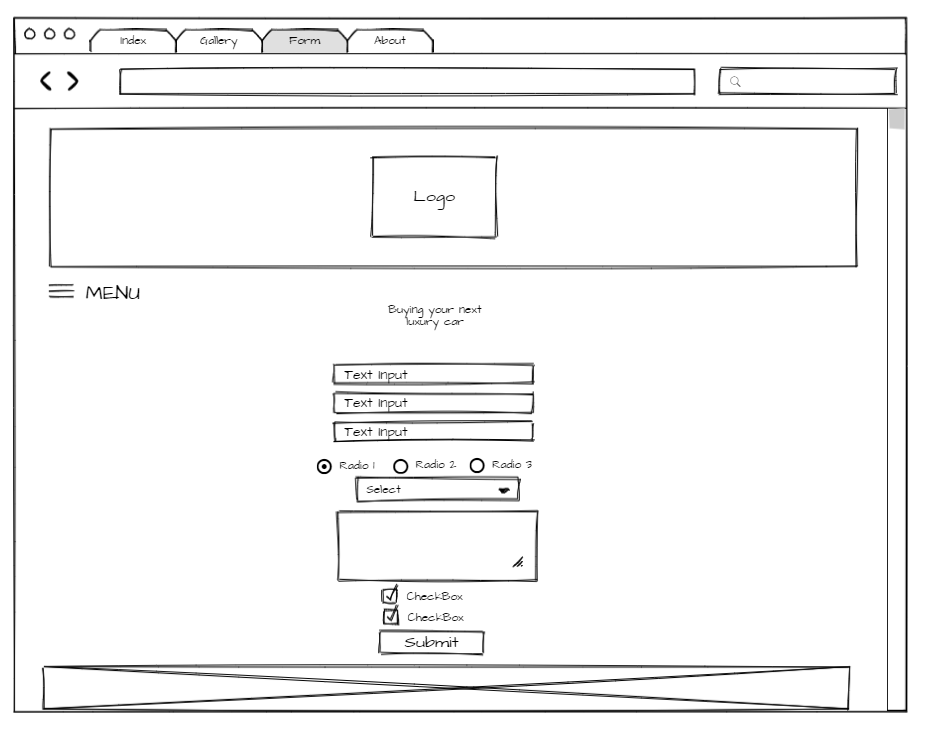 Index
Gallery
Form
About
Logo
MENU
Buying your next
luxury car
Text Input
Text Input
Text Input
Radio 1
Radio 2
Radio 3
Select
CheckBox
CheckBox
Submit